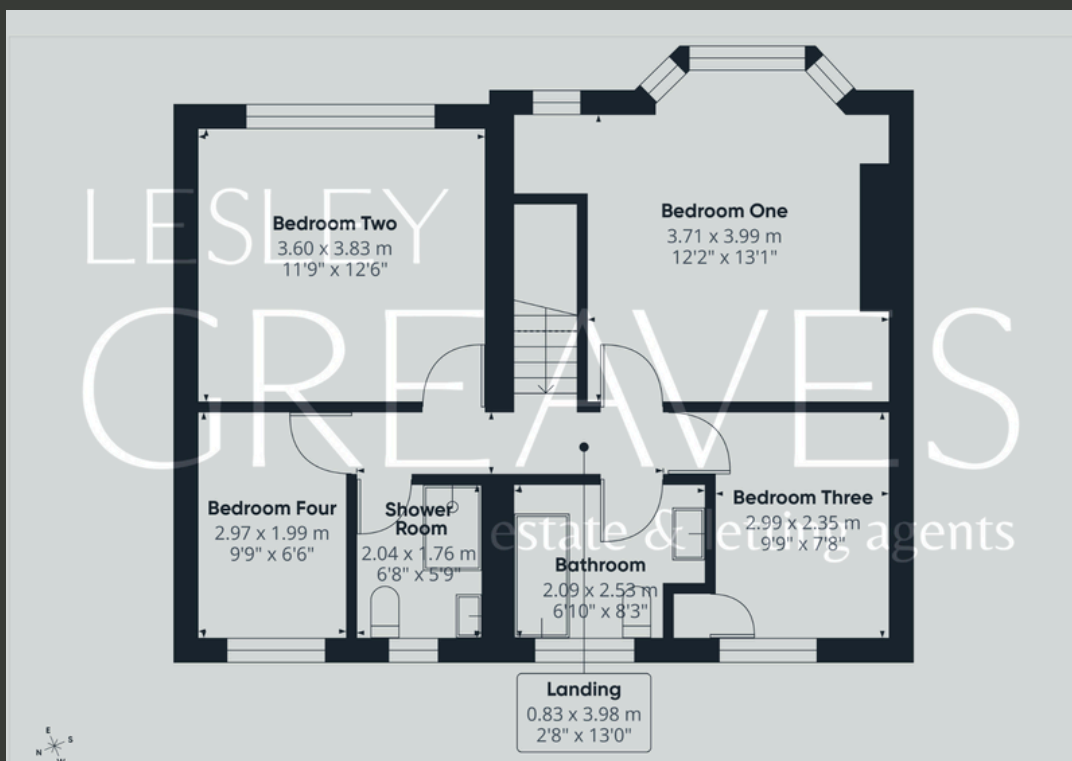 LESLEY
GREAVES
estate & letting agents
Bedroom Two
3.60 x 3.83 m
11'9" x 12'6"
Bedroom One
3.71 x 3.99 m
12'2" x 13'1"
Bedroom Four
2.97 x 1.99 m
9'9" x 6'6"
Shower
Room
2.04 x 1.76 m
6'8" x 5'9"
Bathroom
2.09 x 2.53 m
6'10" x 8'3"
Bedroom Three
2.99 x 2.35 m
9'9" x 7'8"
Landing
0.83 x 3.98 m
2'8" x 13'0"
E
S
N
W